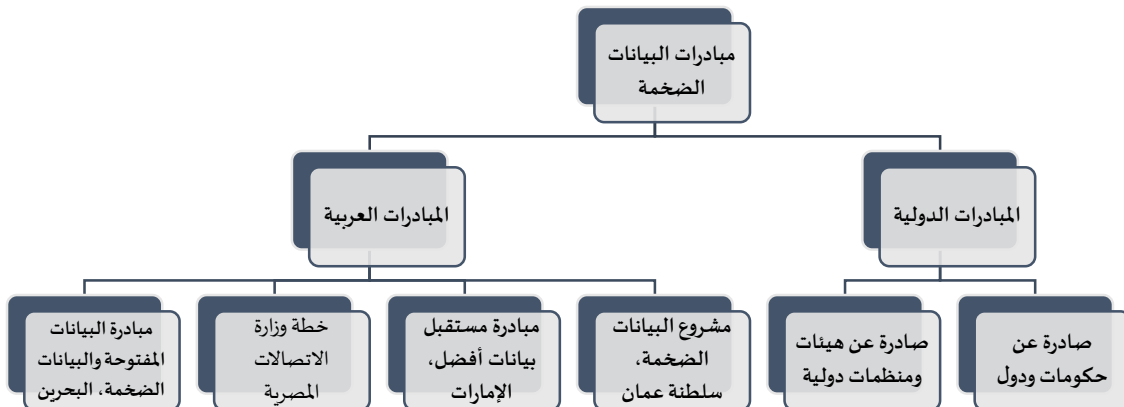 مبادرات البيانات
الضخمة
المبادرات الدولية
المبادرات العربية
صادرة عن
حكومات ودول
صادرة عن هيئات
ومنظمات دولية
مشروع البيانات
الضخمة،
سلطنة عمان
مبادرة مستقبل
بيانات أفضل،
الإمارات
خطة وزارة
الاتصالات
المصرية
مبادرة البيانات
المفتوحة والبيانات
الضخمة، البحرين